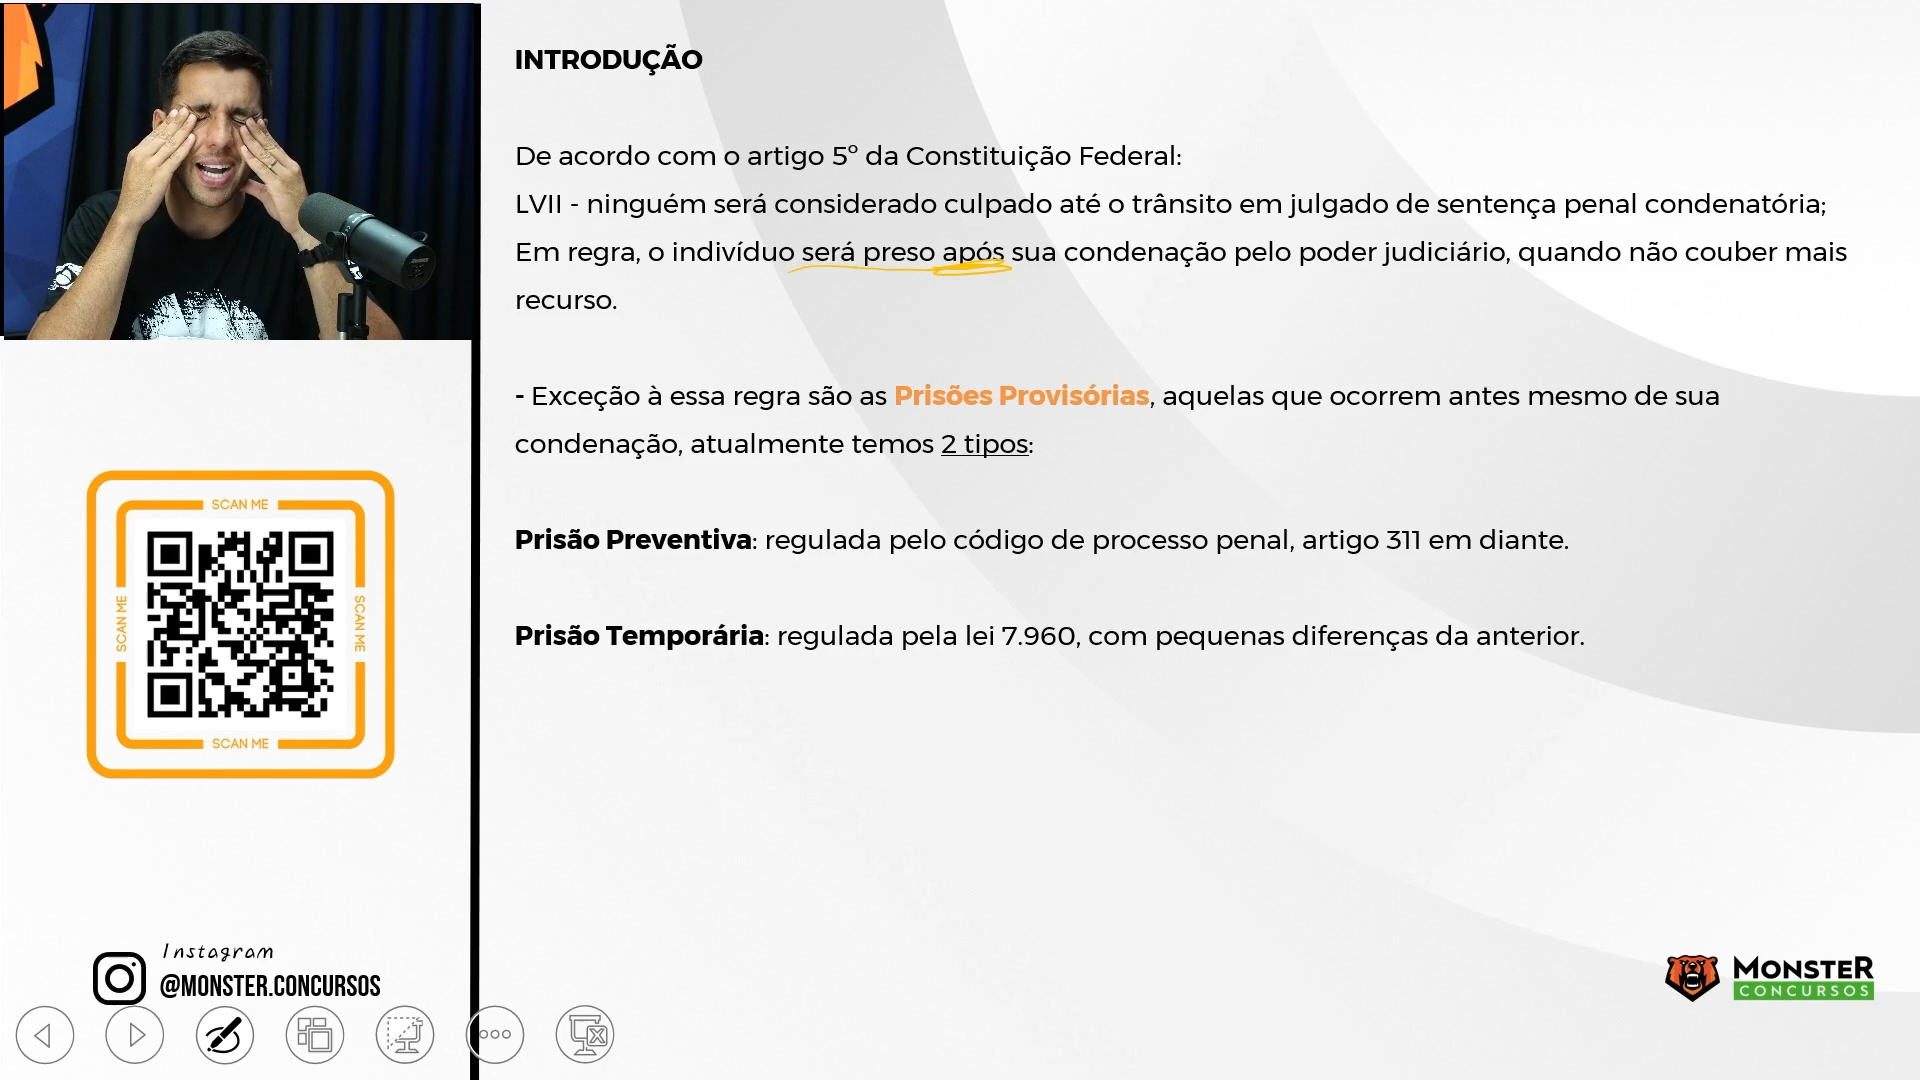 INTRODUÇÃO
De acordo com o artigo 5º da Constituição Federal:
LVII - ninguém será considerado culpado até o trânsito em julgado de sentença penal condenatória;
Em regra, o indivíduo será preso após sua condenação pelo poder judiciário, quando não couber mais
recurso.
- Exceção à essa regra são as Prisões Provisórias, aquelas que ocorrem antes mesmo de sua
condenação, atualmente temos 2 tipos:
Prisão Preventiva: regulada pelo código de processo penal, artigo 311 em diante.
Prisão Temporária: regulada pela lei 7.960, com pequenas diferenças da anterior.
SCAN ME
SCAN ME
SCAN ME
SCAN ME
Instagram
@MONSTER.CONCURSOS
MONSTER
CONCURSOS